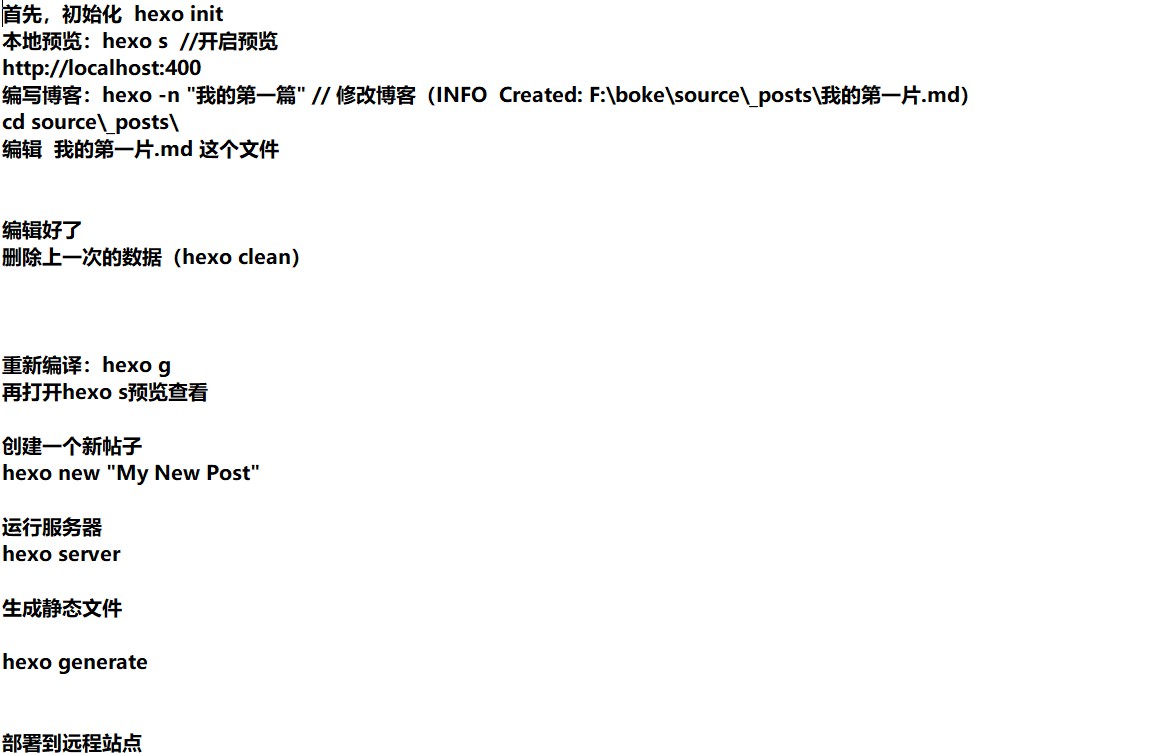 首先，初始化  hexo init
本地预览：hexo s  //开启预览
http://localhost:400
编写博客：hexo -n "我的第一篇" // 修改博客（INFO  Created: F:\boke\source\_posts\我的第一片.md）
cd source\_posts\
编辑  我的第一片.md 这个文件
编辑好了
删除上一次的数据（hexo clean）
重新编译：hexo g
再打开hexo s预览查看
创建一个新帖子
hexo new "My New Post"
运行服务器
hexo server
生成静态文件
hexo generate
部署到远程站点